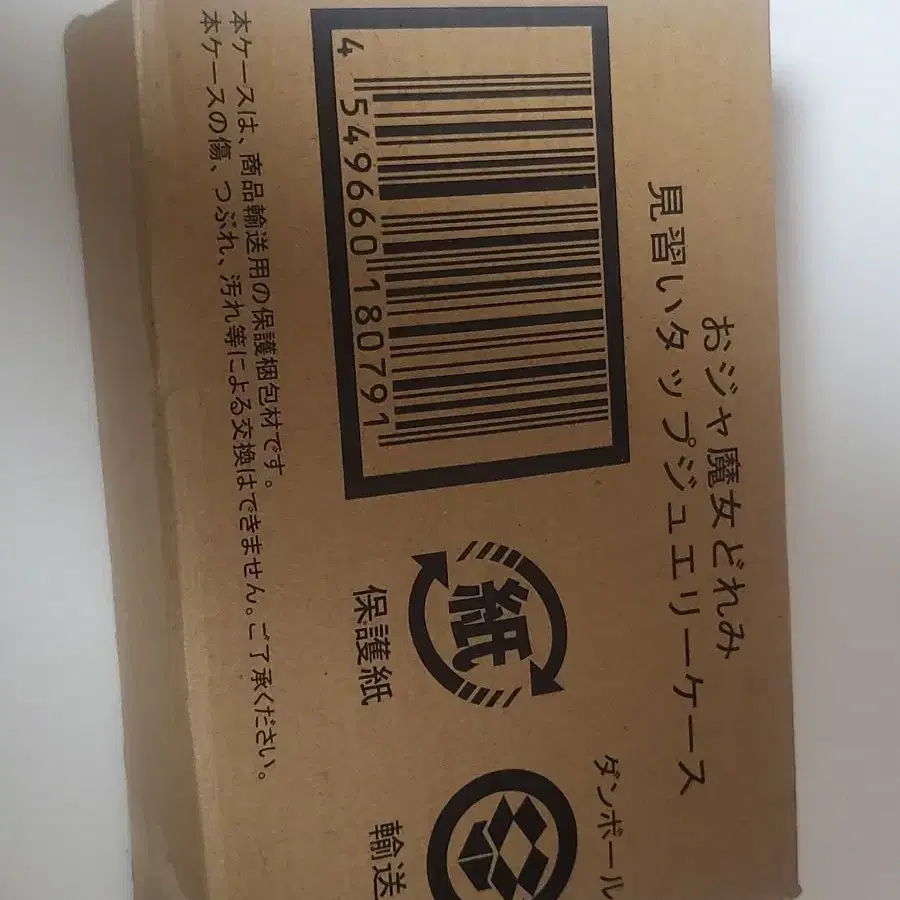 おジャ魔女どれみ
見習いタップジュエリーケース
4 549660 180791
紙
保護紙
ダンボール
輸送
本ケースは、商品輸送用の保護梱包材です。
本ケースの傷、つぶれ、汚れ等による交換はできません。ご了承ください。